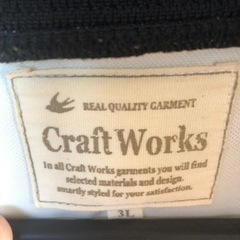 REAL QUALITY GARMENT
Craft Works
In all Craft Works garments you will find
selected materials and design.
smartly styled for your satisfaction.
3L